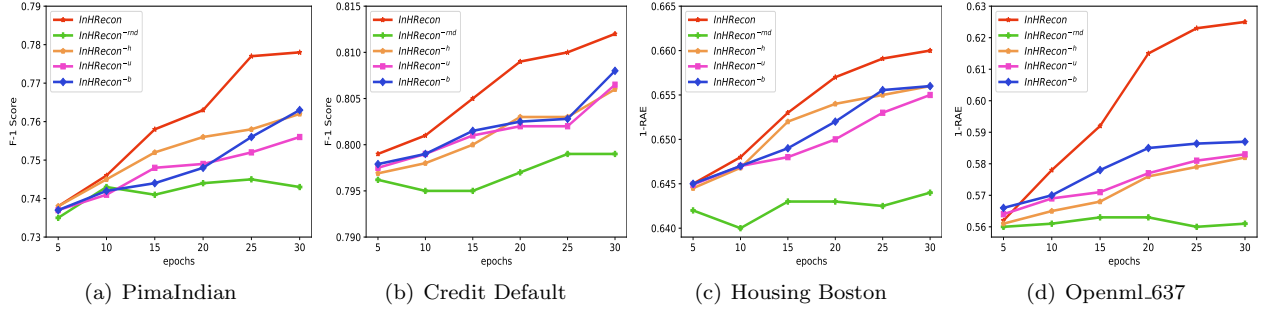 0.79
0.78
0.77
0.76
0.75
0.74
0.73
F-1 Score
InHRecon
InHRecon^{-rnd}
InHRecon^{-h}
InHRecon^{-u}
InHRecon^{-b}
5 10 15 20 25 30
epochs
(a) PimaIndian
0.815
0.810
0.805
0.800
0.795
0.790
F-1 Score
InHRecon
InHRecon^{-rnd}
InHRecon^{-h}
InHRecon^{-u}
InHRecon^{-b}
5 10 15 20 25 30
epochs
(b) Credit Default
0.665
0.660
0.655
0.650
0.645
0.640
1-RAE
InHRecon
InHRecon^{-rnd}
InHRecon^{-h}
InHRecon^{-u}
InHRecon^{-b}
5 10 15 20 25 30
epochs
(c) Housing Boston
0.63
0.62
0.61
0.60
0.59
0.58
0.57
0.56
1-RAE
InHRecon
InHRecon^{-rnd}
InHRecon^{-h}
InHRecon^{-u}
InHRecon^{-b}
5 10 15 20 25 30
epochs
(d) Openml_637